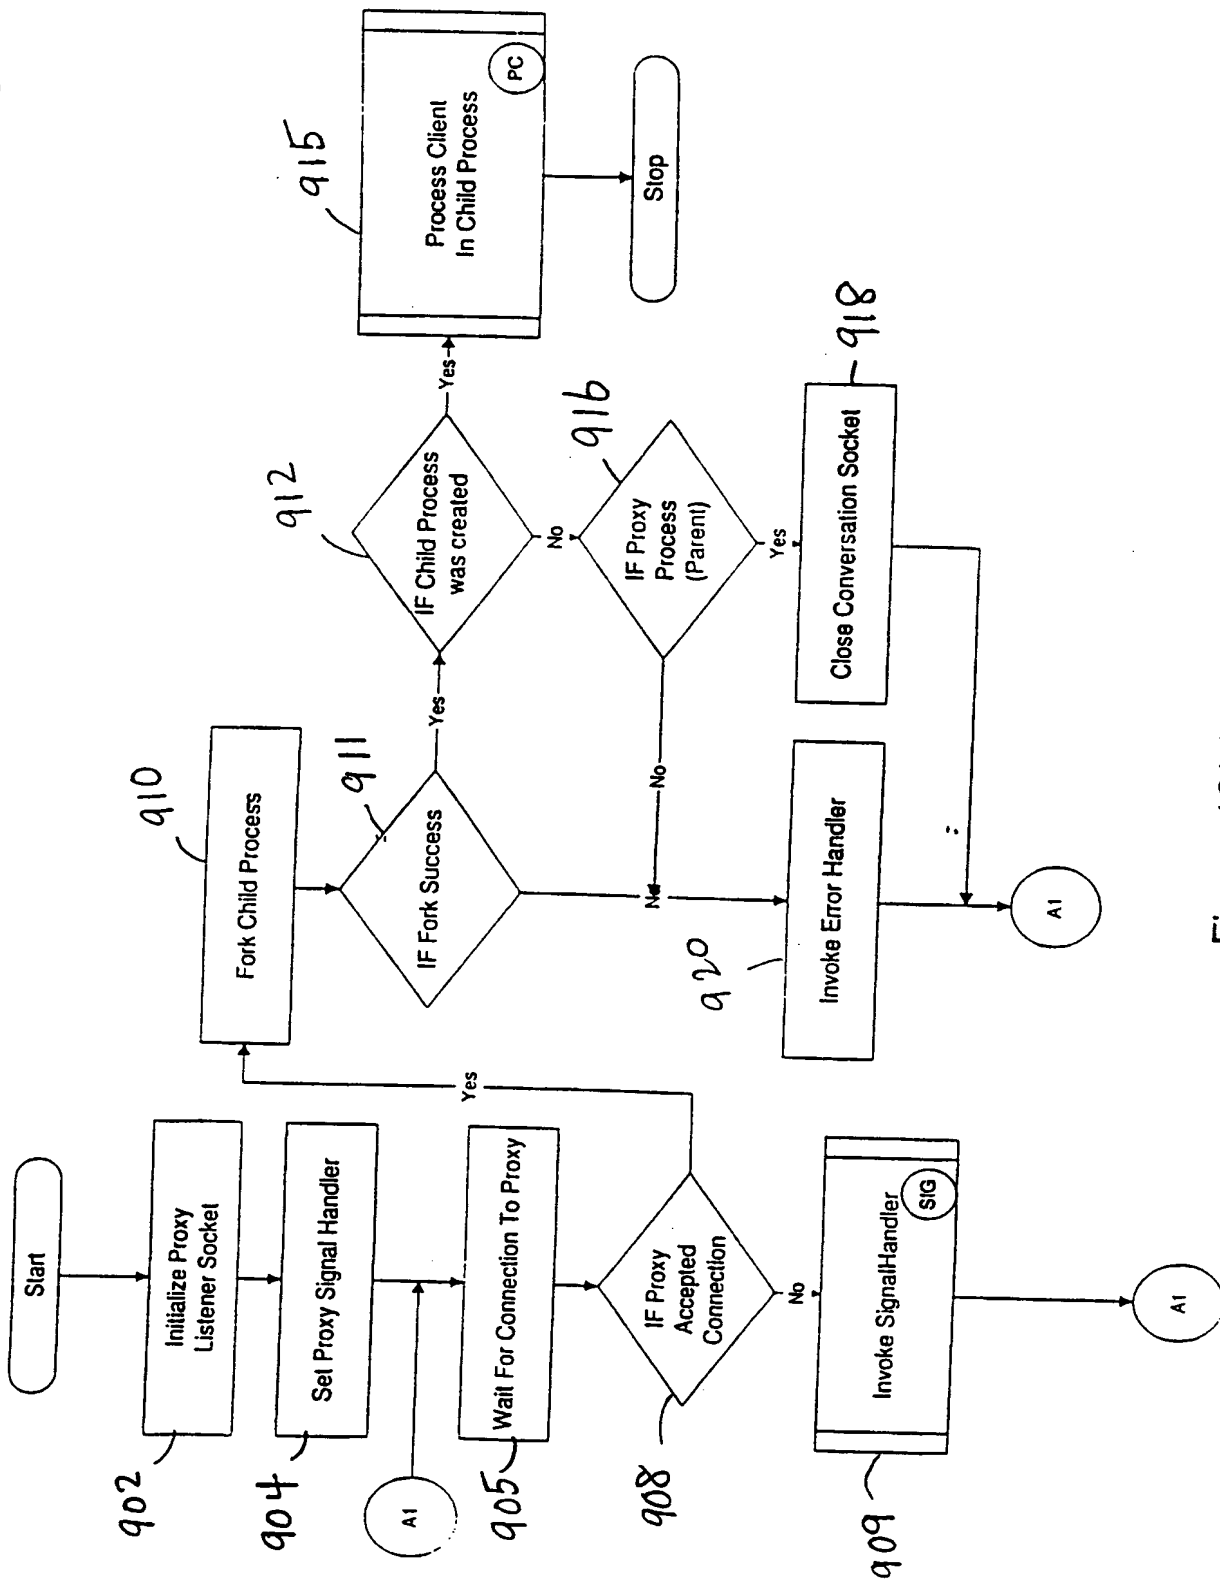 Start
902
Initialize Proxy
Listener Socket
904
Set Proxy Signal Handler
A1
905
Wait For Connection To Proxy
908
IF Proxy
Accepted
Connection
Yes
No
909
Invoke SignalHandler
SIG
A1
910
Fork Child Process
911
IF Fork Success
Yes
No
912
IF Child Process
was created
Yes
No
915
Process Client
In Child Process
PC
Stop
916
IF Proxy
Process
(Parent)
No
Yes
918
Close Conversation Socket
920
Invoke Error Handler
A1